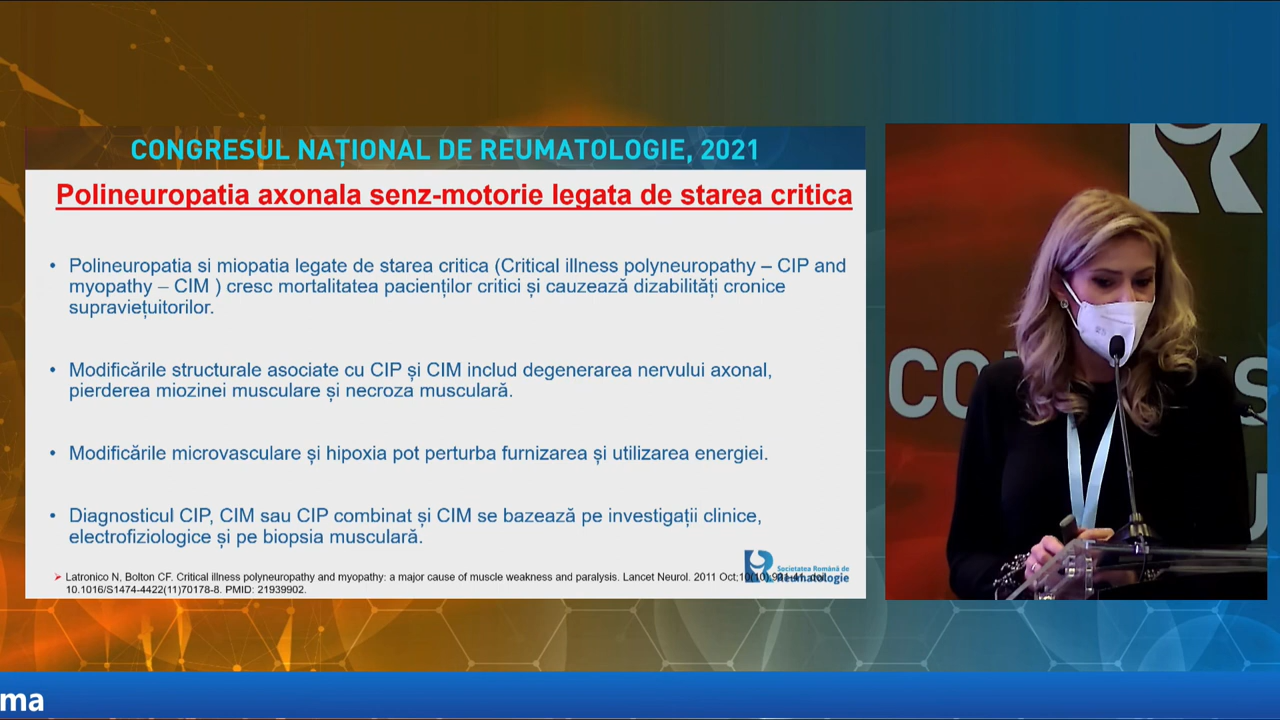 CONGRESUL NAȚIONAL DE REUMATOLOGIE, 2021
Polineuropatia axonala senz-motorie legata de starea critica
• Polineuropatia si miopatia legate de starea critica (Critical illness polyneuropathy – CIP and
myopathy – CIM ) cresc mortalitatea pacienților critici și cauzează dizabilități cronice
supraviețuitorilor.
• Modificările structurale asociate cu CIP și CIM includ degenerarea nervului axonal,
pierderea miozinei musculare și necroza musculară.
• Modificările microvasculare și hipoxia pot perturba furnizarea și utilizarea energiei.
• Diagnosticul CIP, CIM sau CIP combinat și CIM se bazează pe investigații clinice,
electrofiziologice și pe biopsia musculară.
Societatea Română de
Reumatologie
➤ Latronico N, Bolton CF. Critical illness polyneuropathy and myopathy: a major cause of muscle weakness and paralysis. Lancet Neurol. 2011 Oct;10(10)
10.1016/S1474-4422(11)70178-8. PMID: 21939902.
CO
S
U
ma